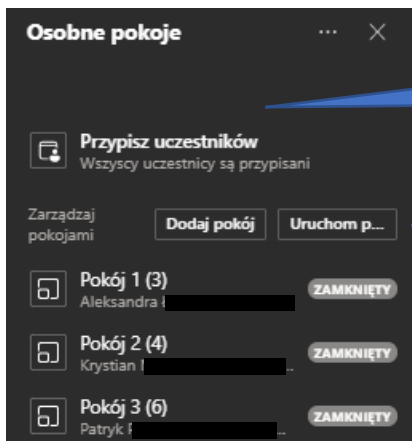 Osobne pokoje
Przypisz uczestników
Wszyscy uczestnicy są przypisani
Zarządzaj
pokojami
Dodaj pokój
Uruchom p...
Pokój 1 (3)
Aleksandra
ZAMKNIĘTY
Pokój 2 (4)
Krystian
ZAMKNIĘTY
Pokój 3 (6)
Patryk
ZAMKNIĘTY